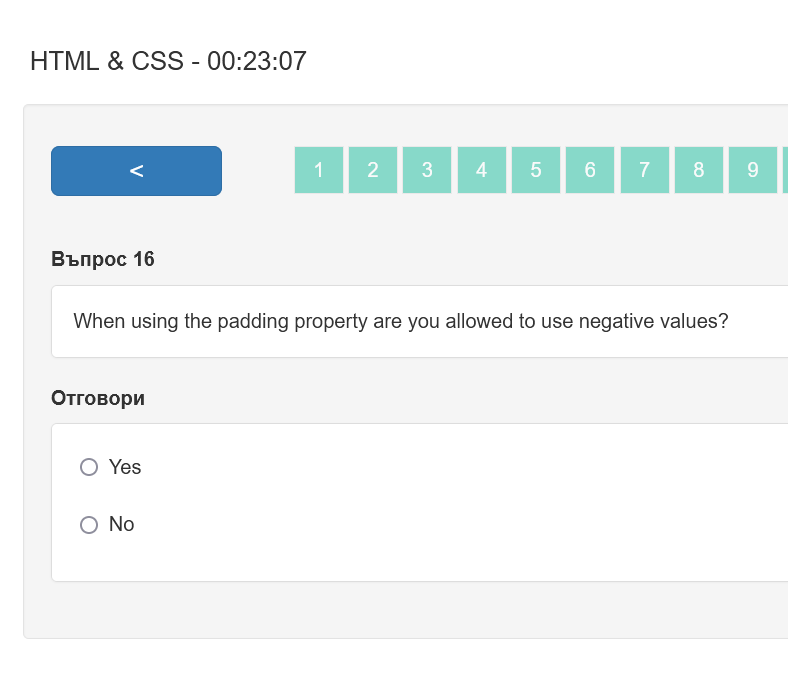 HTML & CSS - 00:23:07
< 1 2 3 4 5 6 7 8 9
Въпрос 16
When using the padding property are you allowed to use negative values?
Отговори
Yes
No